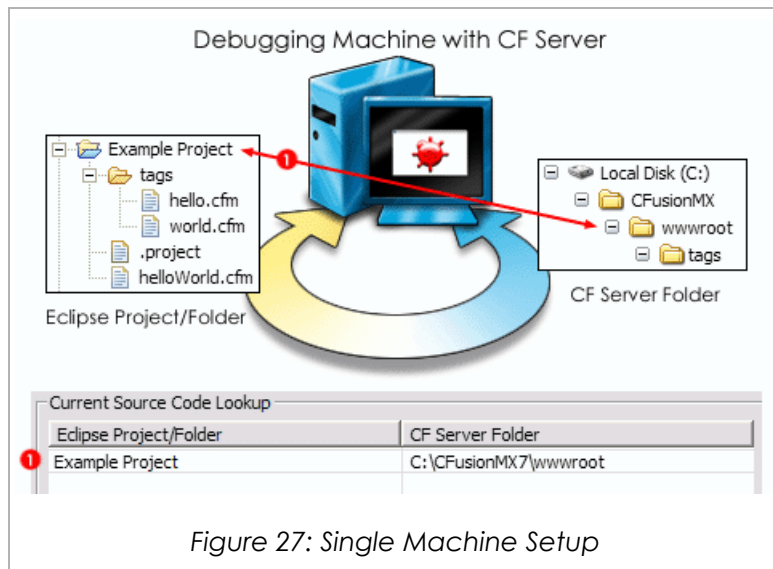 Debugging Machine with CF Server
Example Project
tags
hello.cfm
world.cfm
.project
helloWorld.cfm
Eclipse Project/Folder
1
Local Disk (C:)
CFusionMX
wwwroot
tags
CF Server Folder
Current Source Code Lookup
Eclipse Project/Folder CF Server Folder
1 Example Project C:\CFusionMX7\wwwroot
Figure 27: Single Machine Setup